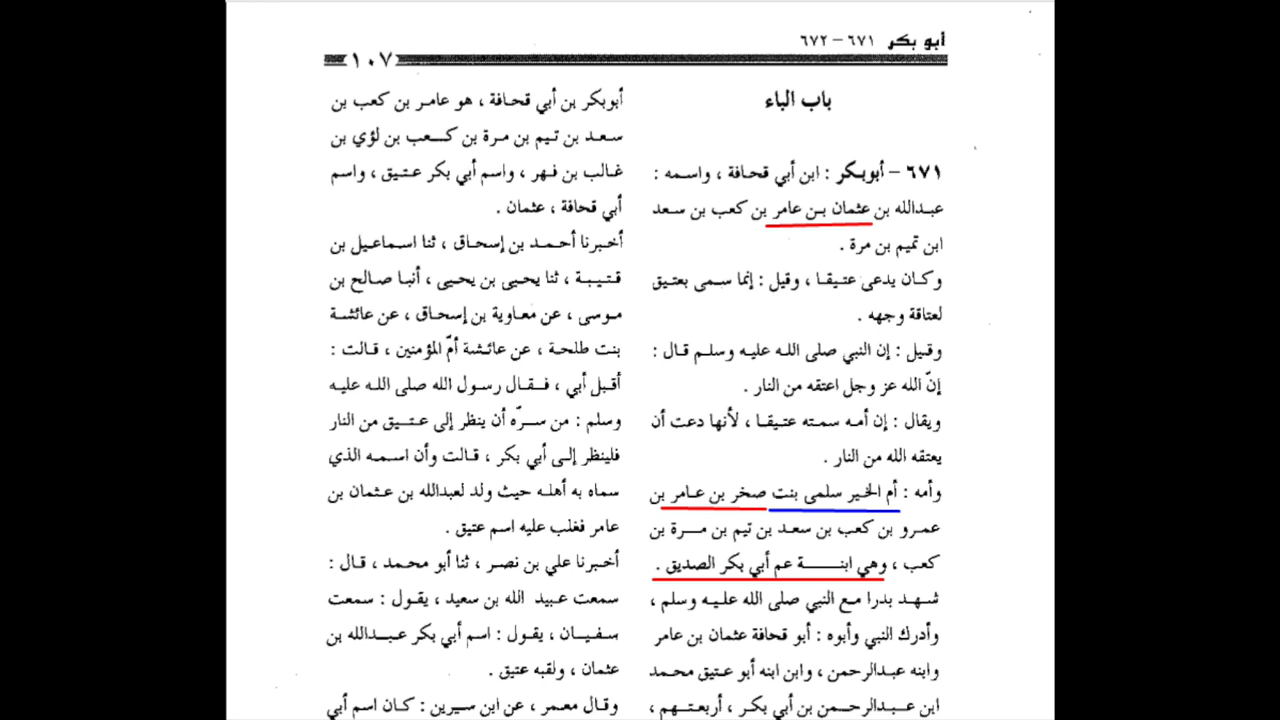 أبو بكر ٦٧١ - ٦٧٢
١٠٧
باب الباء
٦٧١ - أبوبكر : ابن أبي قحافة ، واسمه :
عبدالله بن عثمان بن عامر بن كعب بن سعد
ابن تميم بن مرة .
وكان يدعى عتيقا ، وقيل : إنما سمى بعتيق
لعتاقة وجهه .
وقيل : إن النبي صلى الله عليه وسلم قال :
إنّ الله عز وجل اعتقه من النار .
ويقال : إن أمه سمته عتيقا ، لأنها دعت أن
يعتقه الله من النار .
وأمه : أم الخير سلمى بنت صخر بن عامر بن
عمرو بن كعب بن سعد بن تيم بن مرة بن
كعب ، وهي ابنة عم أبي بكر الصديق .
شهد بدرا مع النبي صلى الله عليه وسلم ،
وأدرك النبي وأبوه : أبو قحافة عثمان بن عامر
وابنه عبدالرحمن ، وابن ابنه أبو عتيق محمد
ابن عبدالرحمن بن أبي بكر ، أربعتهم ،
أبوبكر بن أبي قحافة ، هو عامر بن كعب بن
سعد بن تيم بن مرة بن كعب بن لؤي بن
غالب بن فهر ، واسم أبي بكر عتيق ، واسم
أبي قحافة ، عثمان .
أخبرنا أحمد بن إسحاق ، ثنا اسماعيل بن
قتيبة ، ثنا يحيى بن يحيى ، أنبا صالح بن
موسى ، عن معاوية بن إسحاق ، عن عائشة
بنت طلحة ، عن عائشة أمّ المؤمنين ، قالت :
أقبل أبي ، فقال رسول الله صلى الله عليه
وسلم : من سرّه أن ينظر إلى عتيق من النار
فلينظر إلى أبي بكر ، قالت وأن اسمه الذي
سماه به أهله حيث ولد لعبدالله بن عثمان بن
عامر فغلب عليه اسم عتيق .
أخبرنا علي بن نصر ، ثنا أبو محمد ، قال :
سمعت عبيد الله بن سعيد ، يقول : سمعت
سفيان ، يقول : اسم أبي بكر عبدالله بن
عثمان ، ولقبه عتيق .
وقال معمر ، عن ابن سيرين : كان اسم أبي